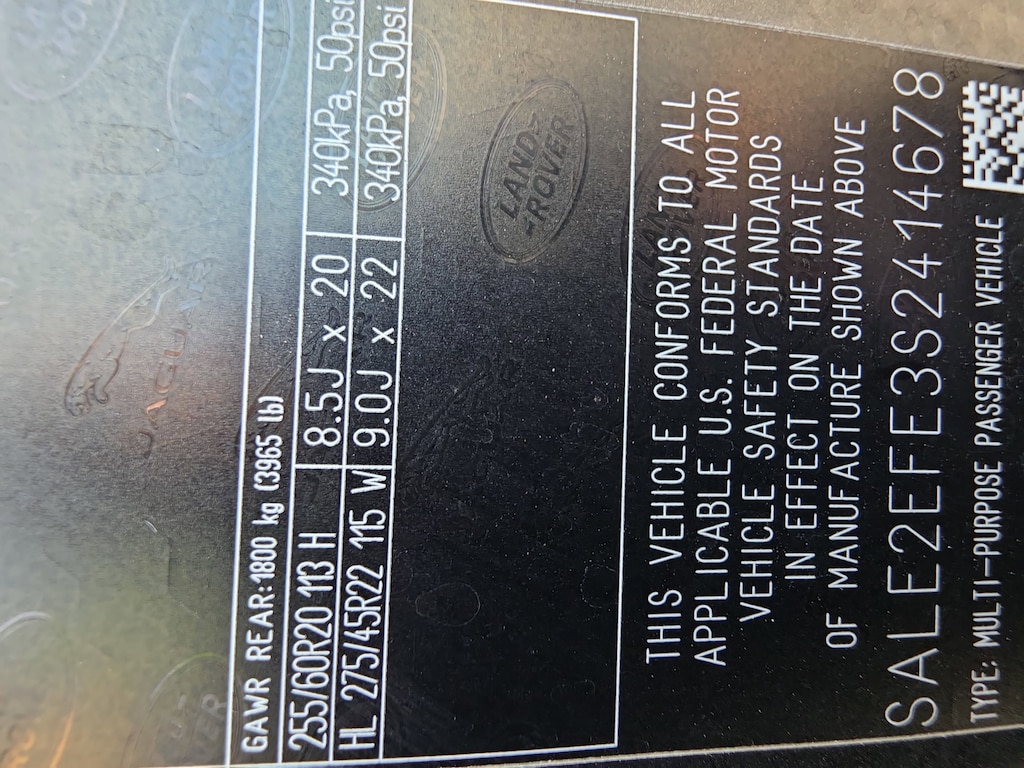 GAWR REAR: 1800 kg (3965 lb)
255/60R20 113 H 8.5J x 20 340kPa, 50psi
HL 275/45R22 115 W 9.0J x 22 340kPa, 50psi
JAGUAR
LAND-
-ROVER
THIS VEHICLE CONFORMS TO ALL
APPLICABLE U.S. FEDERAL MOTOR
VEHICLE SAFETY STANDARDS
IN EFFECT ON THE DATE
OF MANUFACTURE SHOWN ABOVE
SALE2EFE3S2414678
TYPE: MULTI-PURPOSE PASSENGER VEHICLE